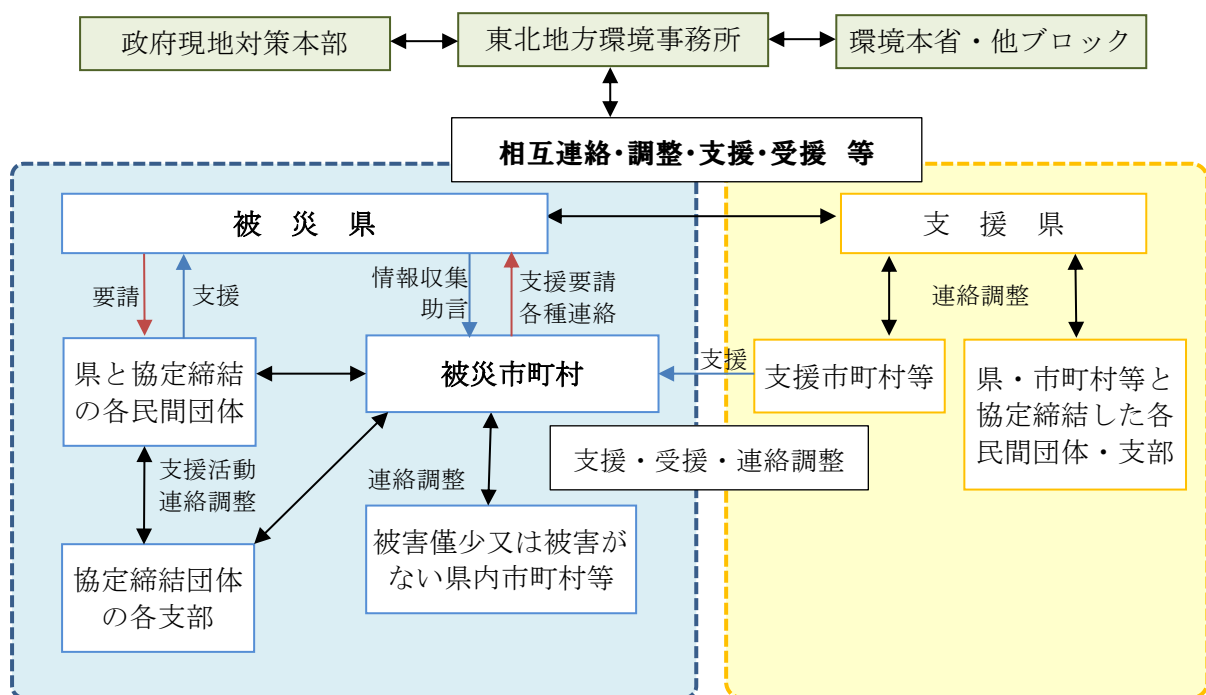 政府現地対策本部
東北地方環境事務所
環境本省・他ブロック
相互連絡・調整・支援・受援 等
被 災 県
支 援 県
要請
支援
情報収集
助言
支援要請
各種連絡
連絡調整
県と協定締結
の各民間団体
被災市町村
支援
支援市町村等
県・市町村等と
協定締結した各
民間団体・支部
支援活動
連絡調整
連絡調整
支援・受援・連絡調整
協定締結団体
の各支部
被害僅少又は被害が
ない県内市町村等